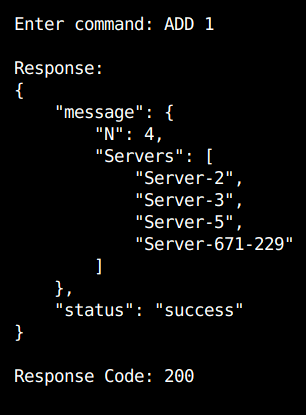 Enter command: ADD 1
Response:
{
    "message": {
        "N": 4,
        "Servers": [
            "Server-2",
            "Server-3",
            "Server-5",
            "Server-671-229"
        ]
    },
    "status": "success"
}
Response Code: 200